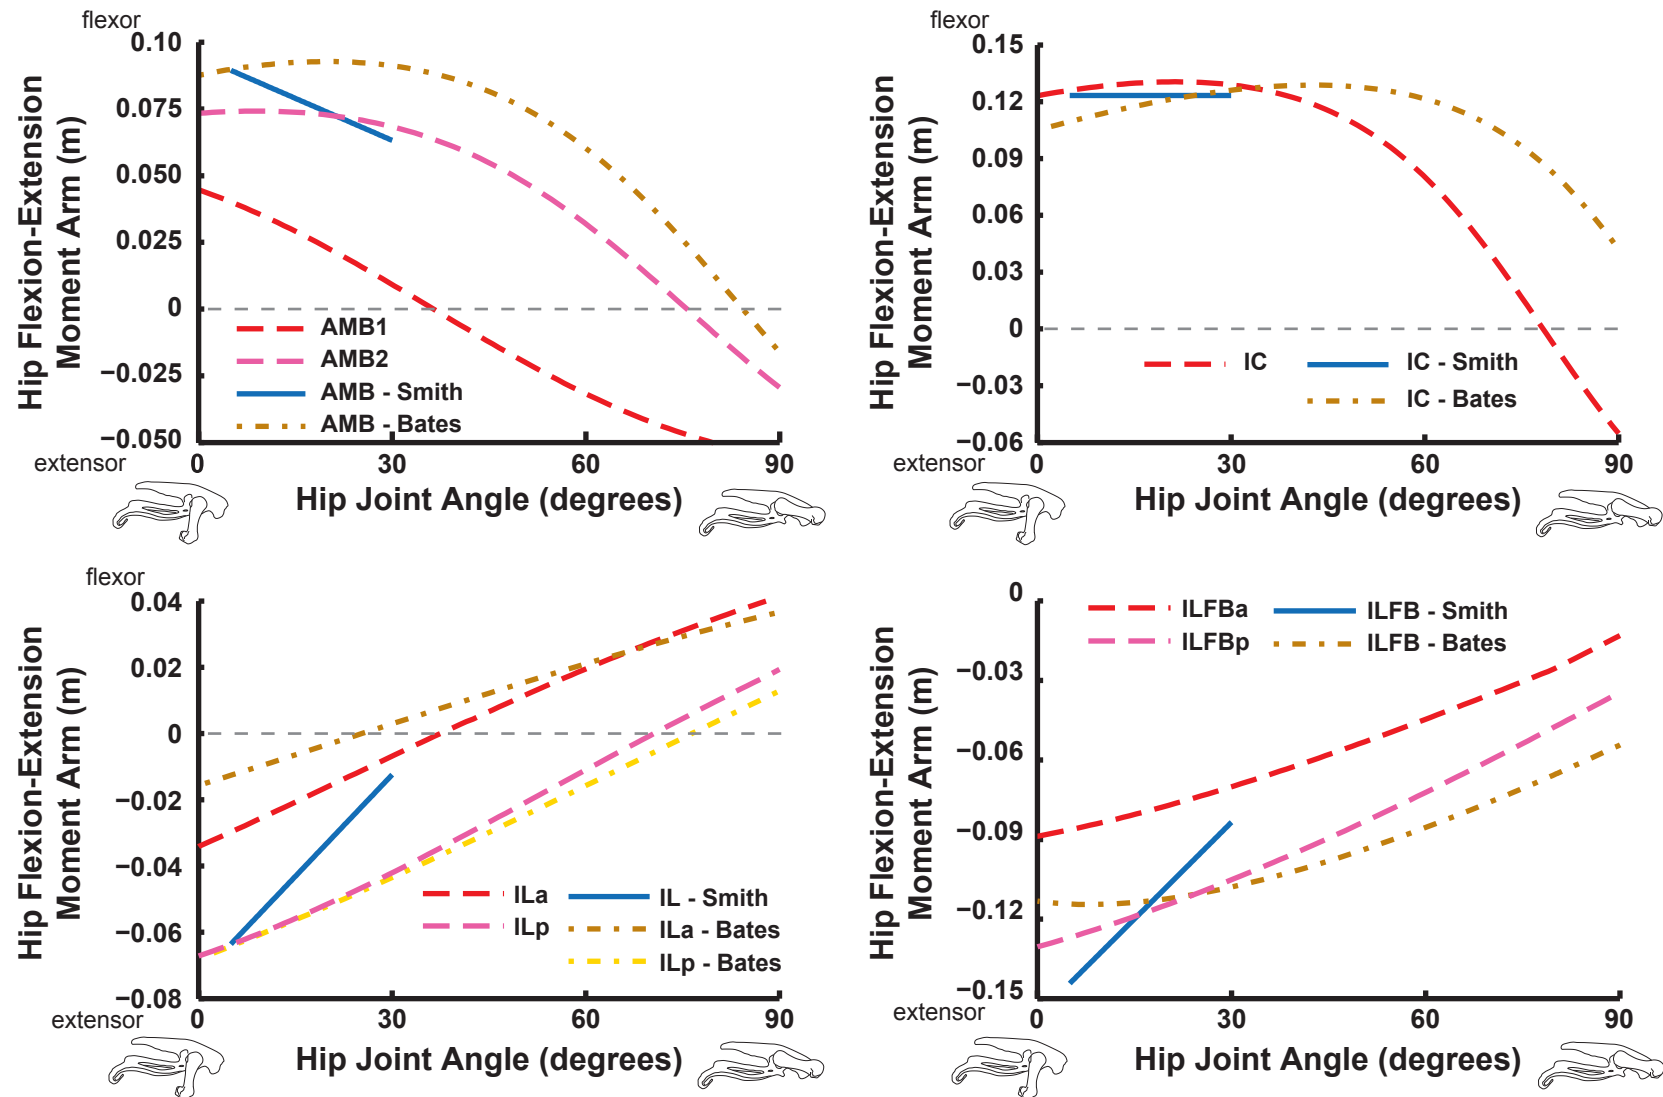 flexor
0.10
0.075
0.050
0.025
0
−0.025
−0.050
extensor
Hip Flexion-Extension
Moment Arm (m)
AMB1
AMB2
AMB - Smith
AMB - Bates
0 30 60 90
Hip Joint Angle (degrees)
flexor
0.15
0.12
0.09
0.06
0.03
0
−0.03
−0.06
extensor
Hip Flexion-Extension
Moment Arm (m)
IC
IC - Smith
IC - Bates
0 30 60 90
Hip Joint Angle (degrees)
flexor
0.04
0.02
0
−0.02
−0.04
−0.06
−0.08
extensor
Hip Flexion-Extension
Moment Arm (m)
ILa
ILp
IL - Smith
ILa - Bates
ILp - Bates
0 30 60 90
Hip Joint Angle (degrees)
0
−0.03
−0.06
−0.09
−0.12
−0.15
extensor
Hip Flexion-Extension
Moment Arm (m)
ILFBa
ILFBp
ILFB - Smith
ILFB - Bates
0 30 60 90
Hip Joint Angle (degrees)